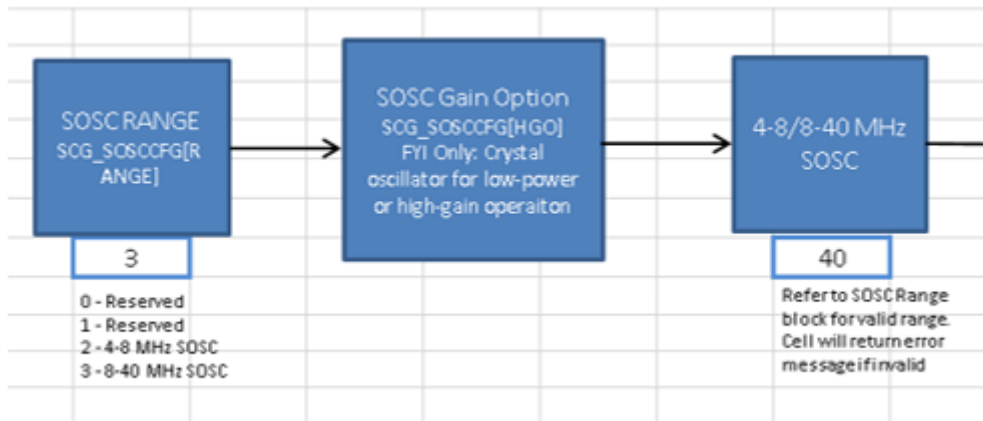 SOSC RANGE
SCG_SOSCCFG[R
ANGE]
3
0 - Reserved
1 - Reserved
2 - 4-8 MHz SOSC
3 - 8-40 MHz SOSC
SOSC Gain Option
SCG_SOSCCFG[HGO]
FYI Only: Crystal
oscillator for low-power
or high-gain operaiton
4-8/8-40 MHz
SOSC
40
Refer to SOSC Range
block for valid range.
Cell will return error
message if invalid